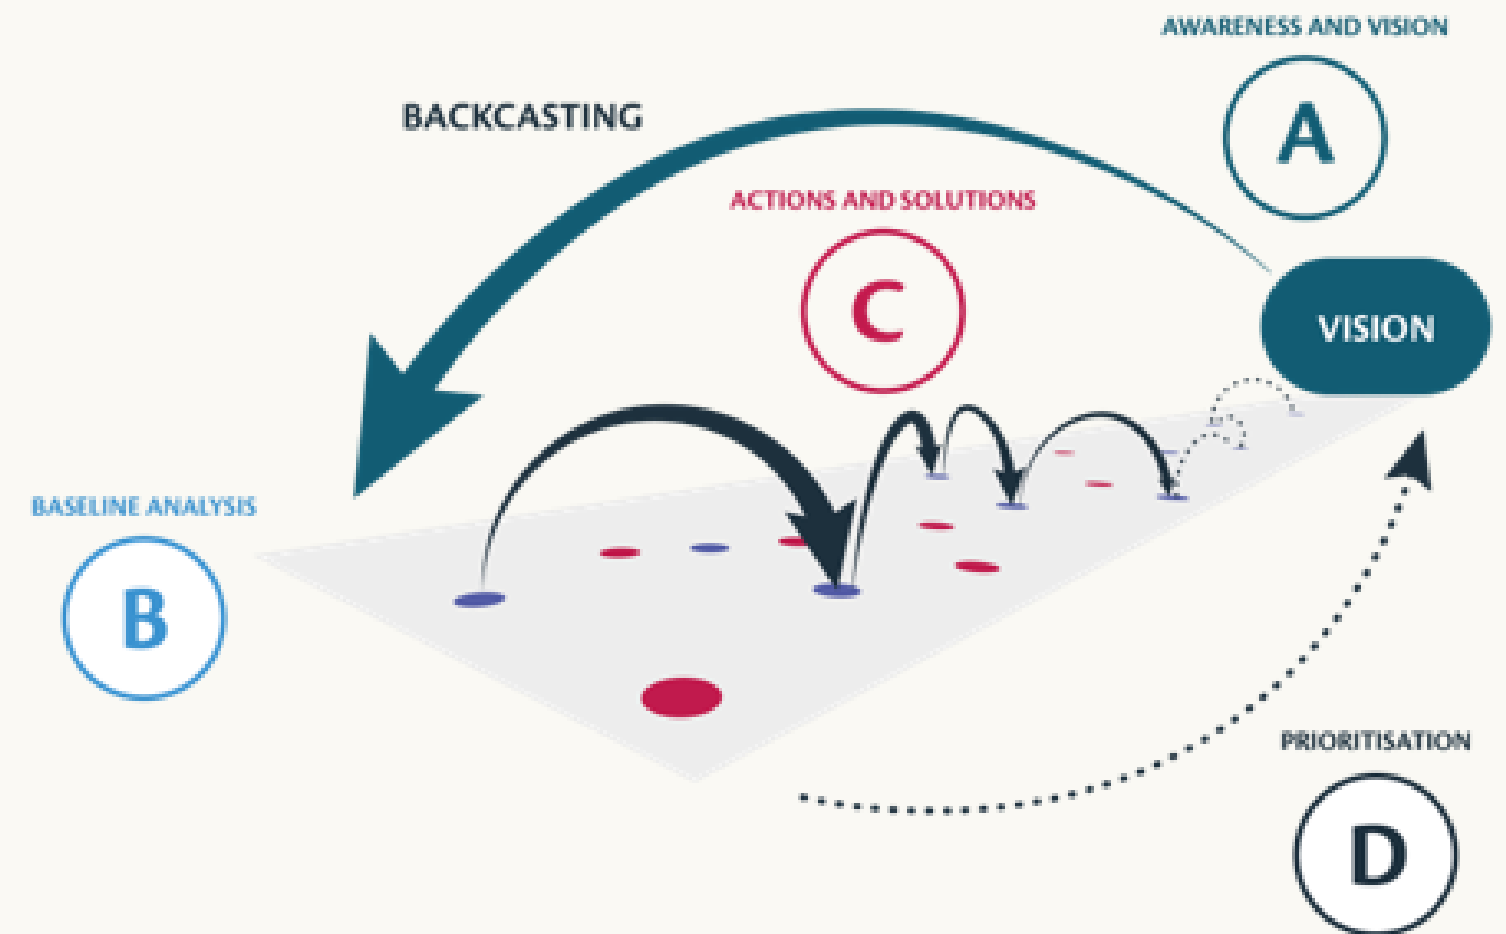 AWARENESS AND VISION
A
BACKCASTING
ACTIONS AND SOLUTIONS
C
VISION
BASELINE ANALYSIS
B
PRIORITISATION
D